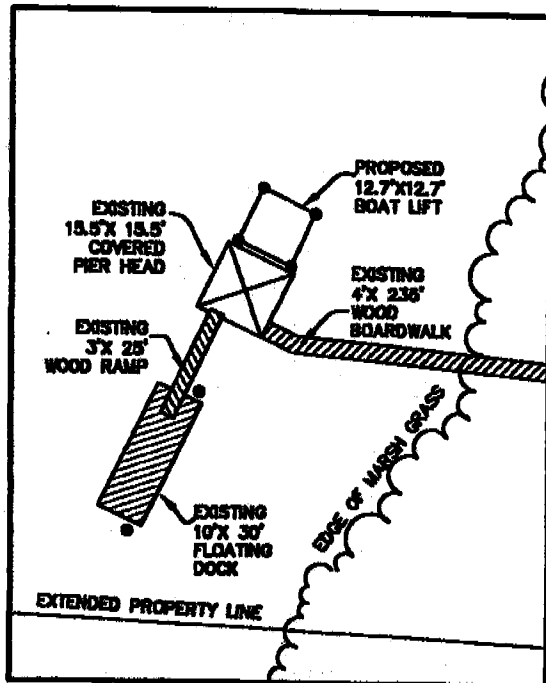 PROPOSED
12.7'X12.7'
BOAT LIFT
EXISTING
15.5'X 15.5'
COVERED
PIER HEAD
EXISTING
4'X 235'
WOOD
BOARDWALK
EXISTING
3'X 25'
WOOD RAMP
EDGE OF MARSH GRASS
EXISTING
10'X 30'
FLOATING
DOCK
EXTENDED PROPERTY LINE